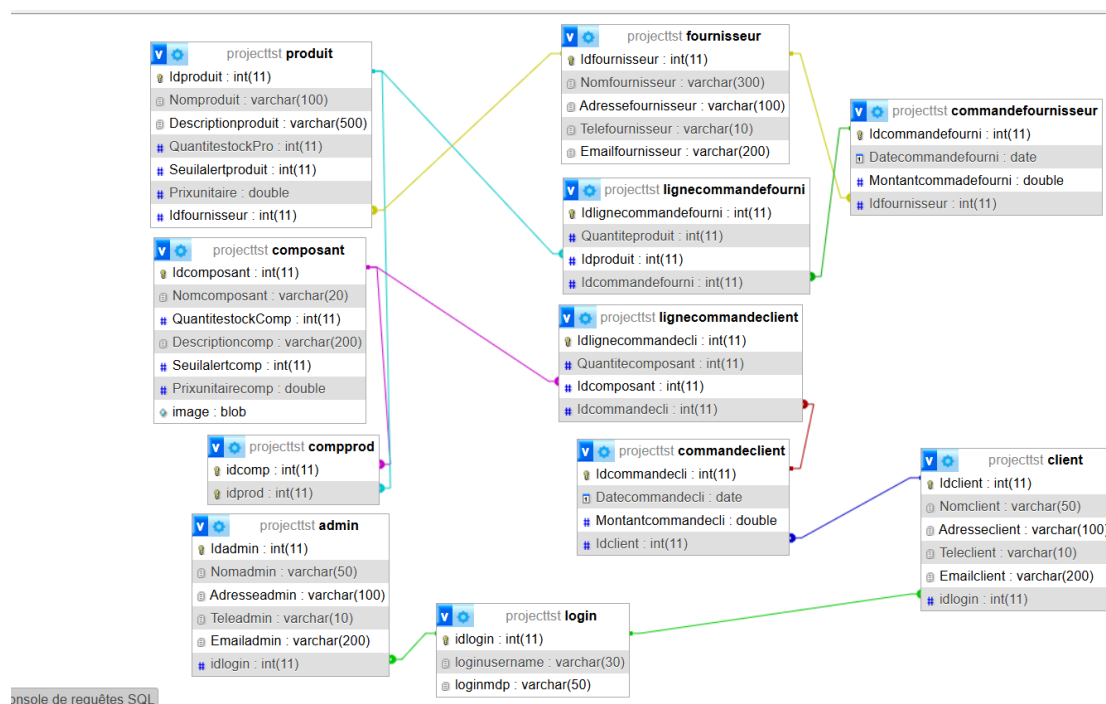 projecttst produit
Idproduit : int(11)
Nomproduit : varchar(100)
Descriptionproduit : varchar(500)
QuantitestockPro : int(11)
Seuilalertproduit : int(11)
Prixunitaire : double
Idfournisseur : int(11)
projecttst fournisseur
Idfournisseur : int(11)
Nomfournisseur : varchar(300)
Adressefournisseur : varchar(100)
Telefournisseur : varchar(10)
Emailfournisseur : varchar(200)
projecttst commandefournisseur
Idcommandefourni : int(11)
Datecommandefourni : date
Montantcommadefourni : double
Idfournisseur : int(11)
projecttst lignecommandefourni
Idlignecommandefourni : int(11)
Quantiteproduit : int(11)
Idproduit : int(11)
Idcommandefourni : int(11)
projecttst composant
Idcomposant : int(11)
Nomcomposant : varchar(20)
QuantitestockComp : int(11)
Descriptioncomp : varchar(200)
Seuilalertcomp : int(11)
Prixunitairecomp : double
image : blob
projecttst lignecommandeclient
Idlignecommandecli : int(11)
Quantitecomposant : int(11)
Idcomposant : int(11)
Idcommandecli : int(11)
projecttst compprod
idcomp : int(11)
idprod : int(11)
projecttst commandeclient
Idcommandecli : int(11)
Datecommandecli : date
Montantcommandecli : double
Idclient : int(11)
projecttst client
Idclient : int(11)
Nomclient : varchar(50)
Adresseclient : varchar(100)
Teleclient : varchar(10)
Emailclient : varchar(200)
idlogin : int(11)
projecttst admin
Idadmin : int(11)
Nomadmin : varchar(50)
Adresseadmin : varchar(100)
Teleadmin : varchar(10)
Emailadmin : varchar(200)
idlogin : int(11)
projecttst login
idlogin : int(11)
loginusername : varchar(30)
loginmdp : varchar(50)
onsole de requêtes SQL